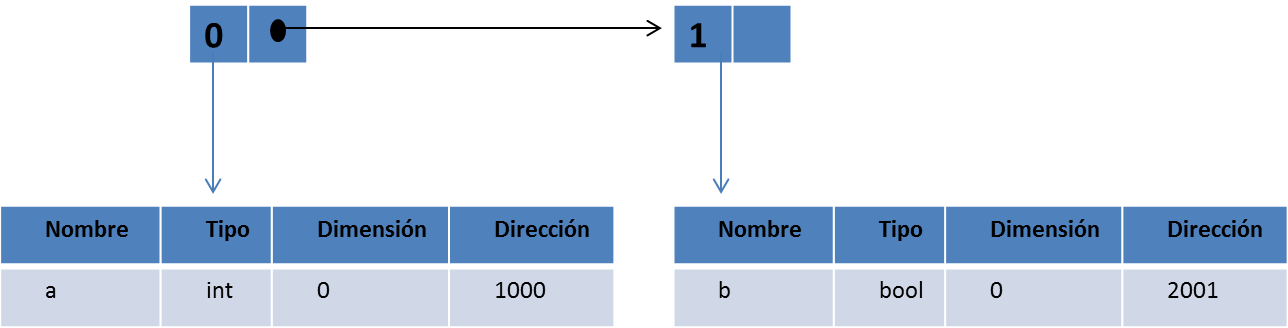 0 1
Nombre Tipo Dimensión Dirección
a int 0 1000
Nombre Tipo Dimensión Dirección
b bool 0 2001